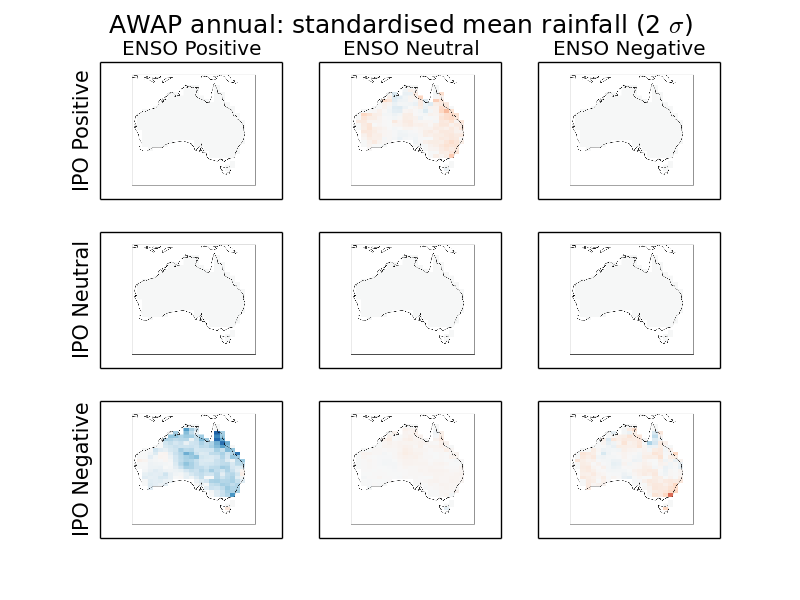 AWAP annual: standardised mean rainfall (2 σ)
ENSO Positive ENSO Neutral ENSO Negative
IPO Positive
IPO Neutral
IPO Negative